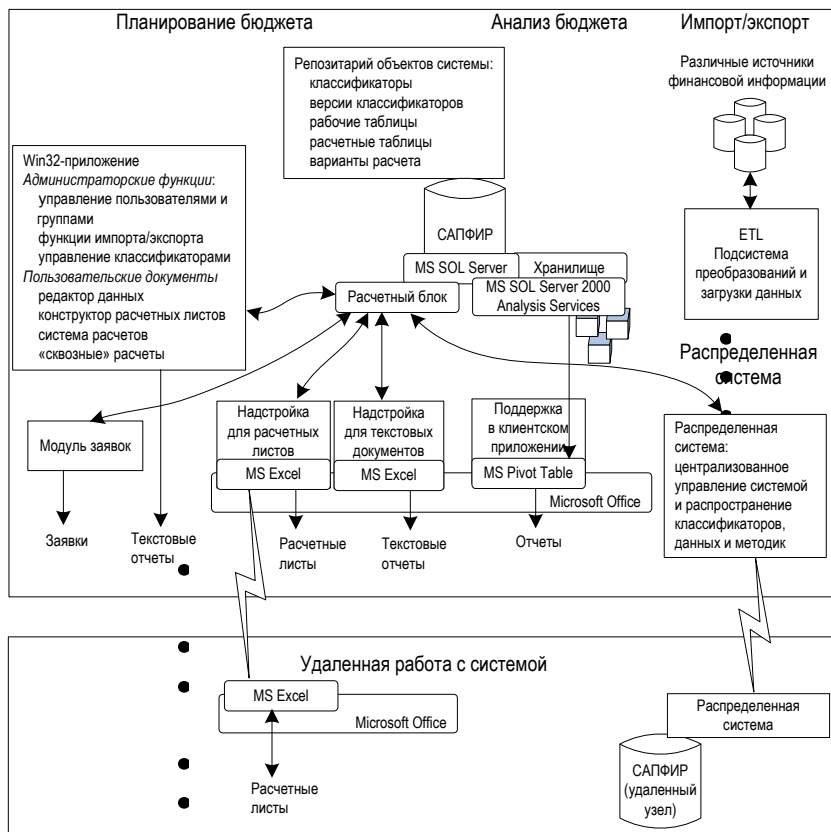 Планирование бюджета
Анализ бюджета
Импорт/экспорт
Репозитарий объектов системы:
классификаторы
версии классификаторов
рабочие таблицы
расчетные таблицы
варианты расчета
Различные источники
финансовой информации
Win32-приложение
Администраторские функции:
управление пользователями и
группами
функции импорта/экспорта
управление классификаторами
Пользовательские документы
редактор данных
конструктор расчетных листов
система расчетов
«сквозные» расчеты
САПФИР
MS SOL Server
Хранилище
Расчетный блок
MS SOL Server 2000
Analysis Services
ETL
Подсистема
преобразований и
загрузки данных
Распределенная
система
Модуль заявок
Надстройка
для расчетных
листов
MS Excel
Надстройка
для текстовых
документов
MS Excel
Поддержка
в клиентском
приложении
MS Pivot Table
Microsoft Office
Распределенная
система:
централизованное
управление системой
и распространение
классификаторов,
данных и методик
Заявки
Текстовые
отчеты
Расчетные
листы
Текстовые
отчеты
Отчеты
Удаленная работа с системой
MS Excel
Microsoft Office
Расчетные
листы
Распределенная
система
САПФИР
(удаленный
узел)